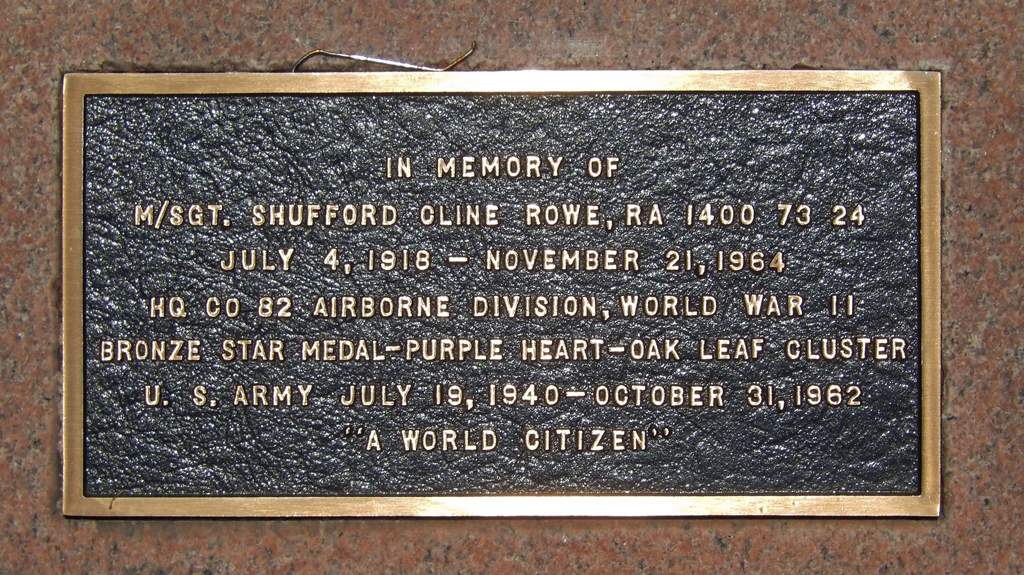 IN MEMORY OF
M/SGT. SHUFFORD CLINE ROWE, RA 1400 73 24
JULY 4, 1918 - NOVEMBER 21, 1964
HQ CO 82 AIRBORNE DIVISION, WORLD WAR II
BRONZE STAR MEDAL-PURPLE HEART-OAK LEAF CLUSTER
U. S. ARMY JULY 19, 1940-OCTOBER 31, 1962
"A WORLD CITIZEN"